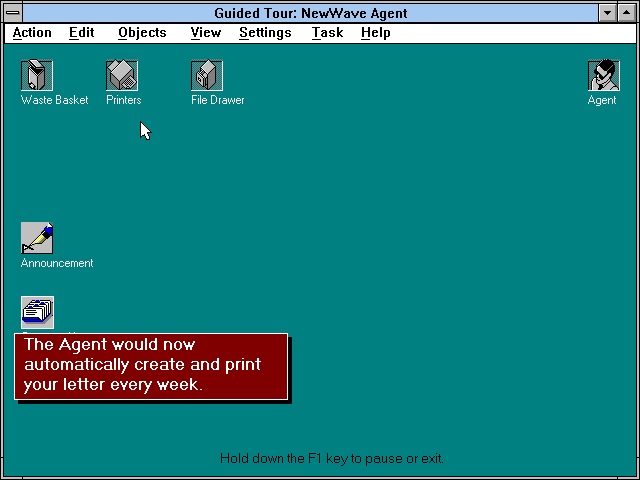 Guided Tour: NewWave Agent
Action Edit Objects View Settings Task Help
Waste Basket Printers File Drawer Agent
Announcement
The Agent would now
automatically create and print
your letter every week.
Hold down the F1 key to pause or exit.